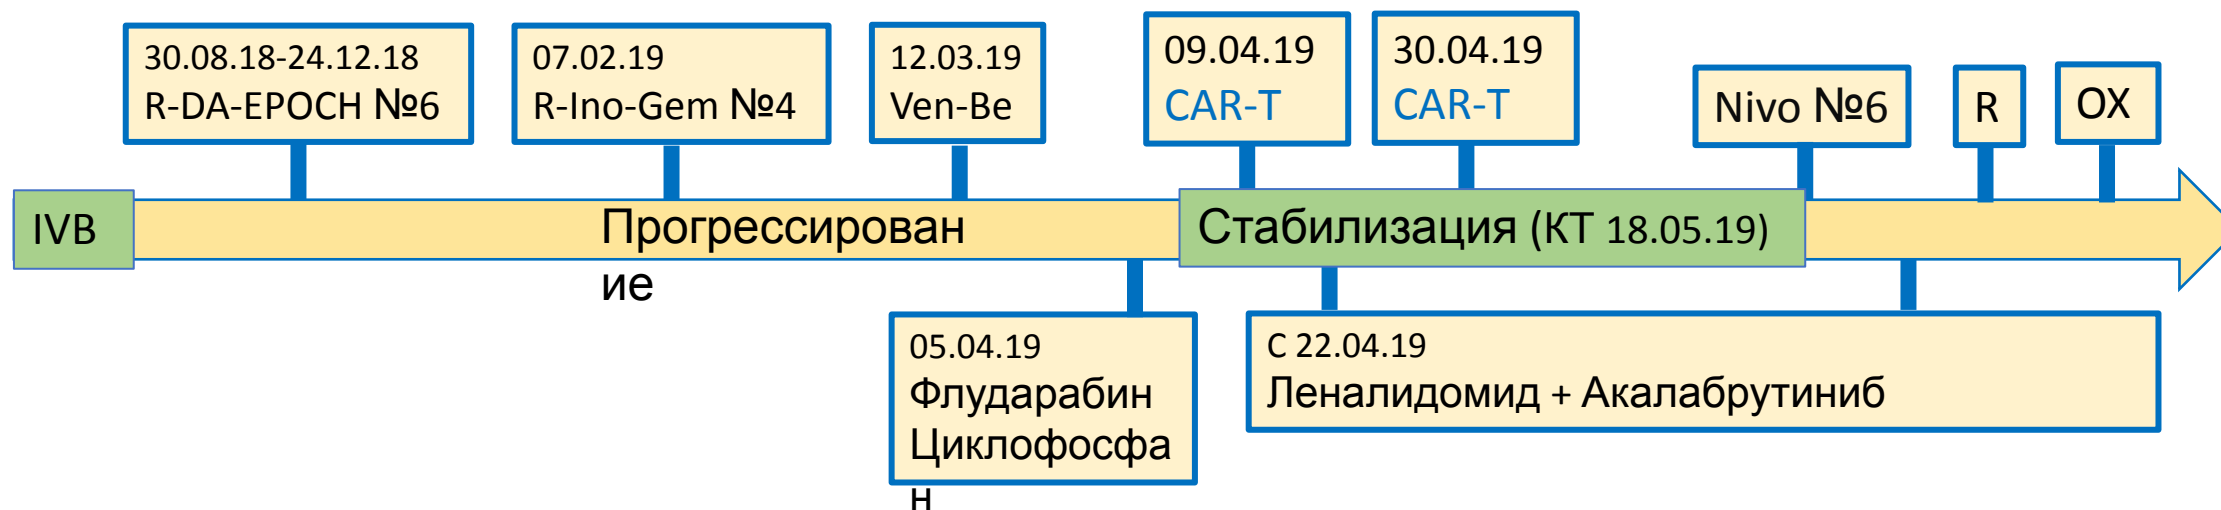 30.08.18-24.12.18
R-DA-EPOCH №6
07.02.19
R-Ino-Gem №4
12.03.19
Ven-Be
09.04.19
CAR-T
30.04.19
CAR-T
Nivo №6
R
OX
IVB
Прогрессирован
ие
Стабилизация (КТ 18.05.19)
05.04.19
Флударабин
Циклофосфа
н
С 22.04.19
Леналидомид + Акалабрутиниб